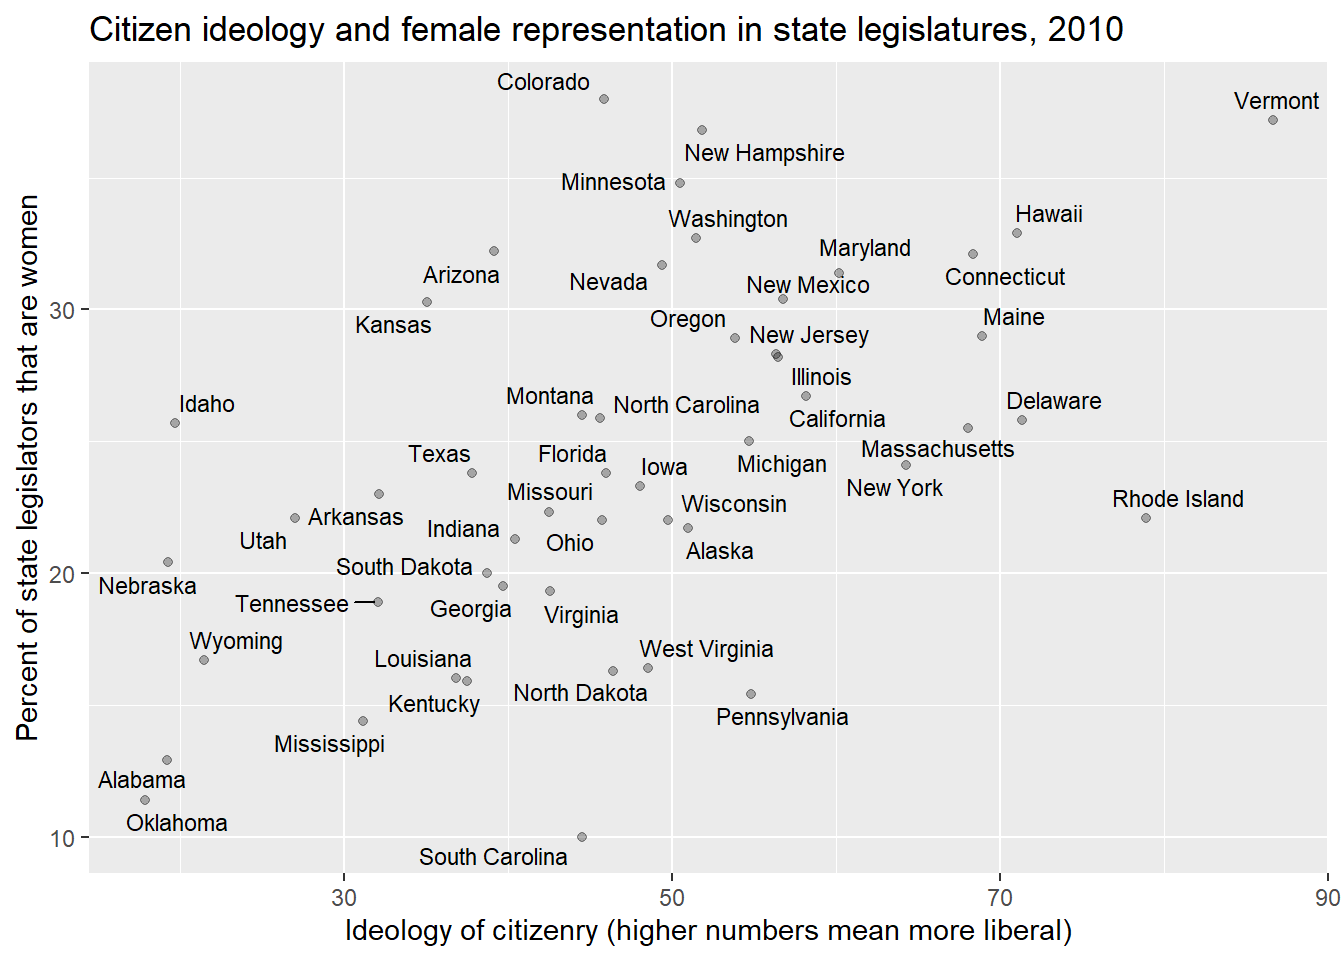 Citizen ideology and female representation in state legislatures, 2010
Colorado
Vermont
New Hampshire
Minnesota
Washington
Hawaii
Maryland
Arizona
Nevada
New Mexico
Connecticut
Kansas
Oregon
Maine
New Jersey
Illinois
Idaho
Montana
North Carolina
California
Delaware
Texas
Florida
Iowa
Michigan
Massachusetts
New York
Missouri
Wisconsin
Rhode Island
Arkansas
Utah
Indiana
Ohio
Alaska
South Dakota
Nebraska
Tennessee
Georgia
Virginia
Wyoming
Louisiana
West Virginia
Kentucky
North Dakota
Pennsylvania
Mississippi
Alabama
Oklahoma
South Carolina
30
20
10
Percent of state legislators that are women
30
50
70
90
Ideology of citizenry (higher numbers mean more liberal)